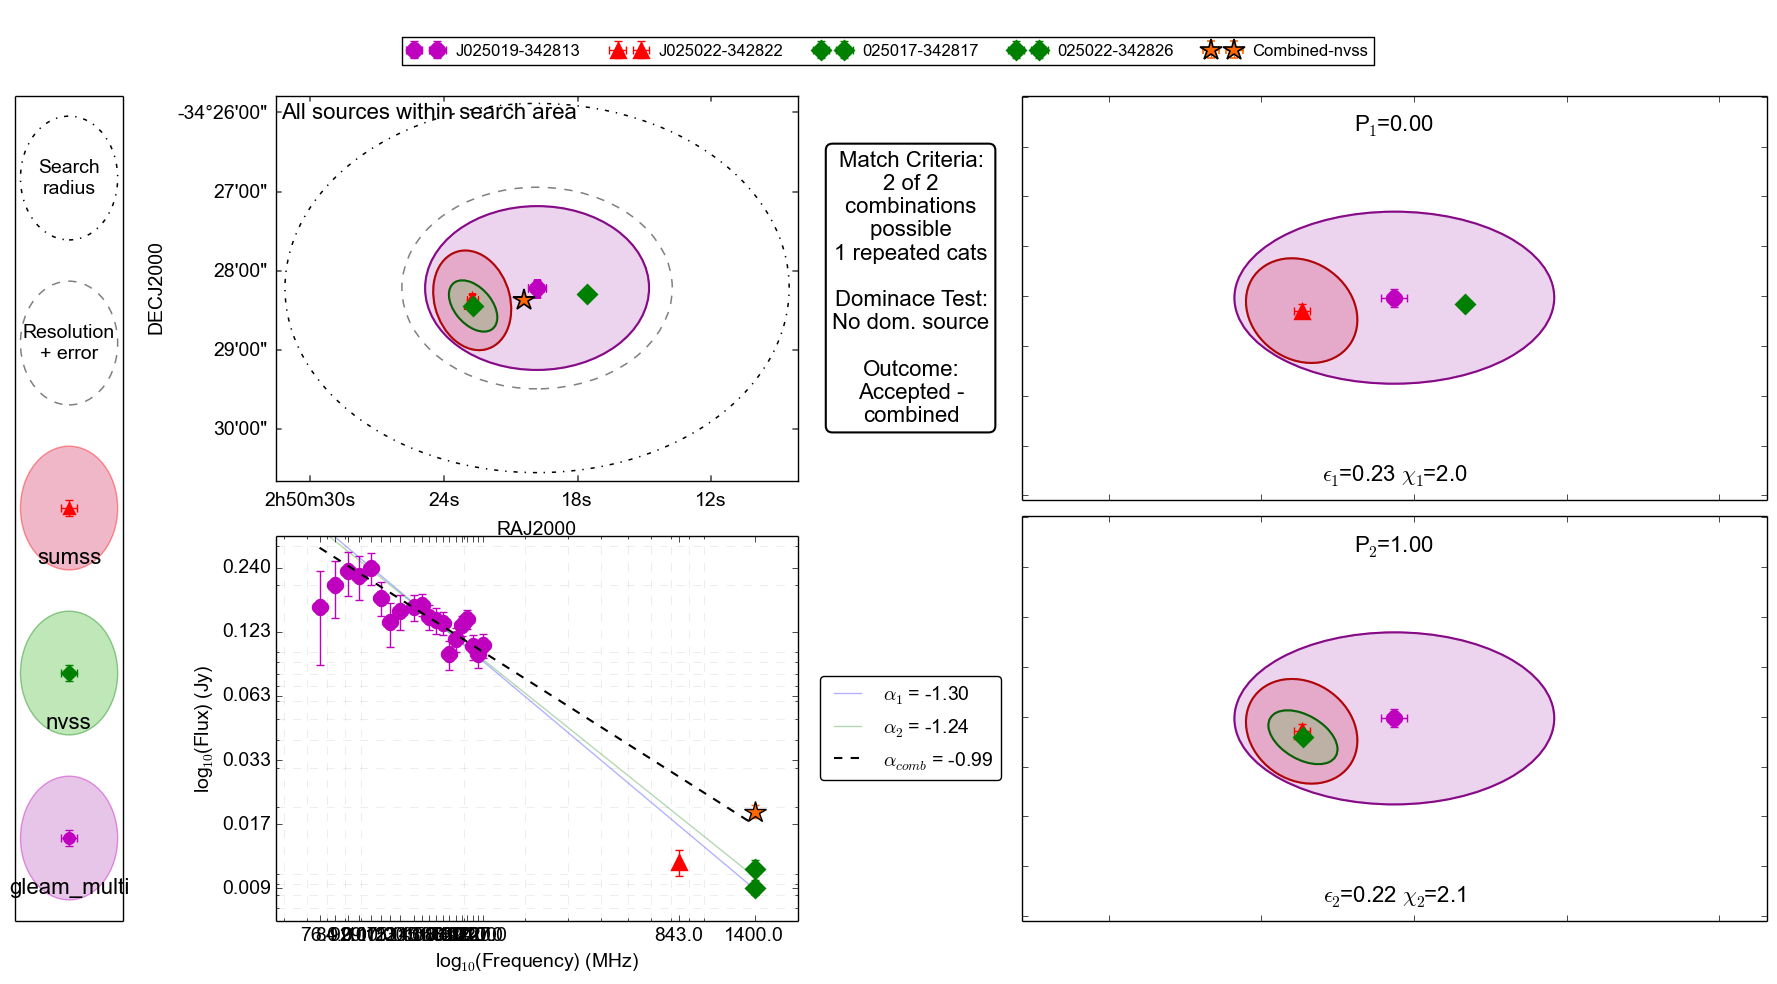 J025019-342813 J025022-342822 025017-342817 025022-342826 Combined-nvss
Search
radius
Resolution
+ error
sumss
nvss
gleam_multi
All sources within search area
-34°26'00"
27'00"
28'00"
29'00"
30'00"
DECJ2000
2h50m30s 24s 18s 12s
RAJ2000
Match Criteria:
2 of 2
combinations
possible
1 repeated cats
Dominace Test:
No dom. source
Outcome:
Accepted -
combined
P1=0.00
ϵ1=0.23 χ1=2.0
P2=1.00
ϵ2=0.22 χ2=2.1
0.240
0.123
0.063
0.033
0.017
0.009
log10(Flux) (Jy)
843.0 1400.0
log10(Frequency) (MHz)
α1 = -1.30
α2 = -1.24
αcomb = -0.99